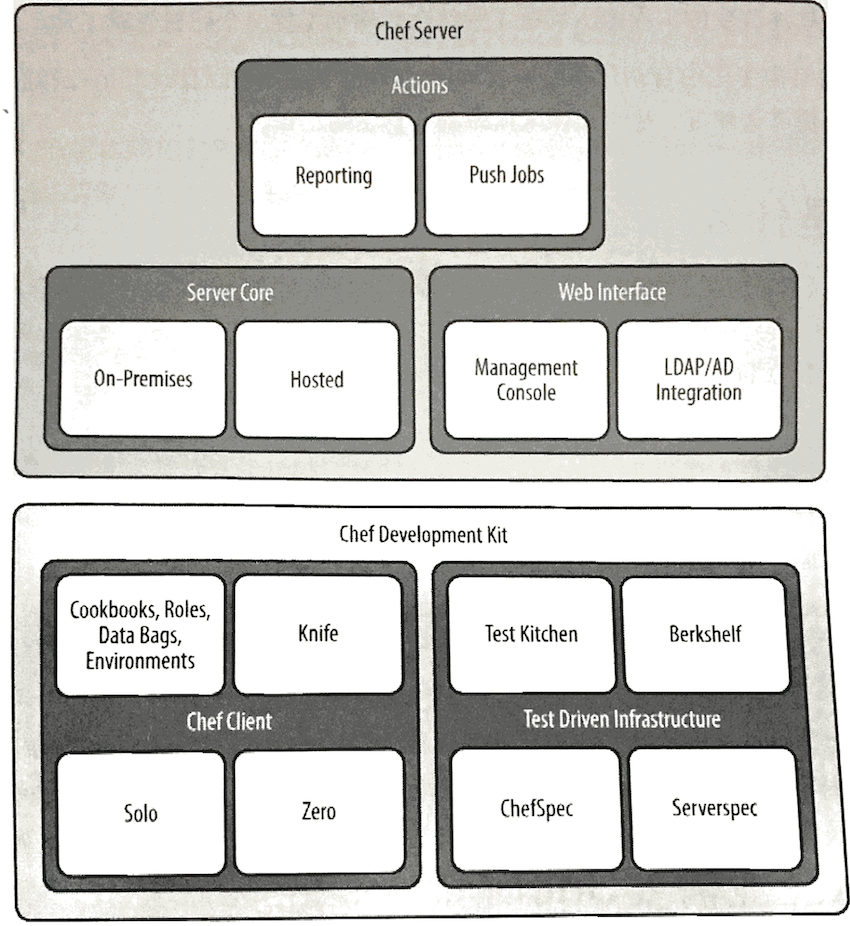 Chef Server
Actions
Reporting
Push Jobs
Server Core
On-Premises
Hosted
Web Interface
Management
Console
LDAP/AD
Integration
Chef Development Kit
Cookbooks, Roles,
Data Bags,
Environments
Knife
Chef Client
Solo
Zero
Test Kitchen
Berkshelf
Test Driven Infrastructure
ChefSpec
Serverspec